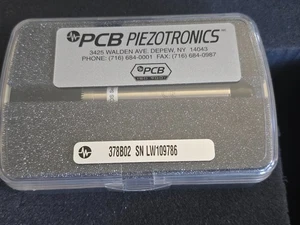 PCB PIEZOTRONICS™
3425 WALDEN AVE. DEPEW, NY 14043
PHONE: (716) 684-0001 FAX: (716) 684-0987
PCB
378B02 SN LW109786